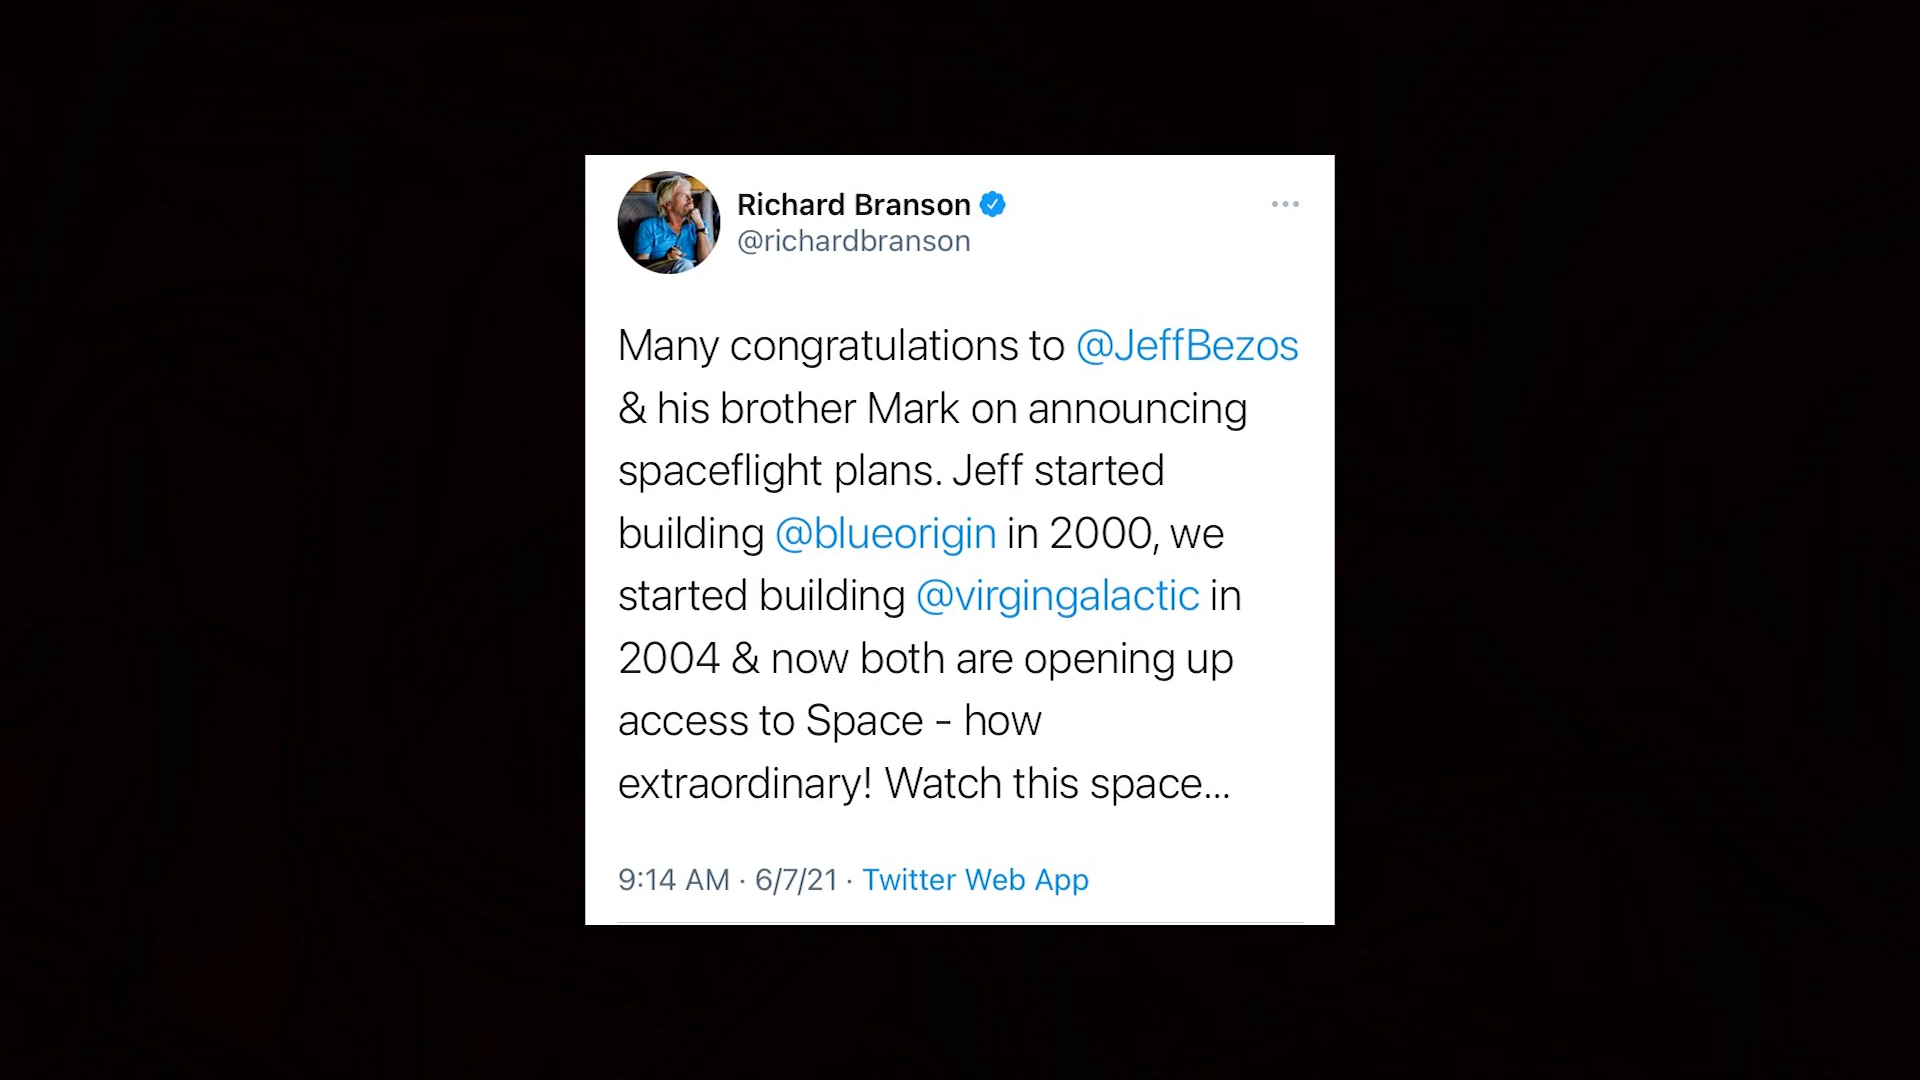 Richard Branson
@richardbranson
Many congratulations to @JeffBezos
& his brother Mark on announcing
spaceflight plans. Jeff started
building @blueorigin in 2000, we
started building @virgingalactic in
2004 & now both are opening up
access to Space - how
extraordinary! Watch this space...
9:14 AM · 6/7/21 · Twitter Web App